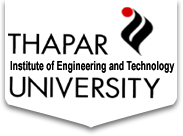 THAPAR
Institute of Engineering and Technology
UNIVERSITY